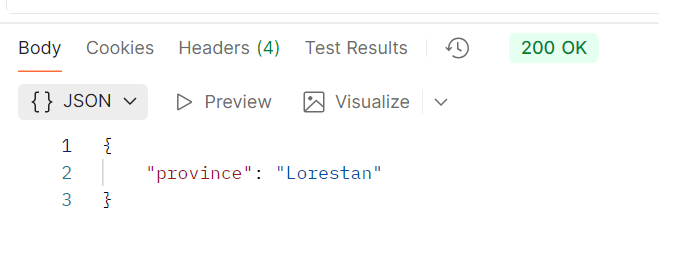 Body Cookies Headers (4) Test Results 200 OK
{} JSON Preview Visualize
1 {
2 "province": "Lorestan"
3 }